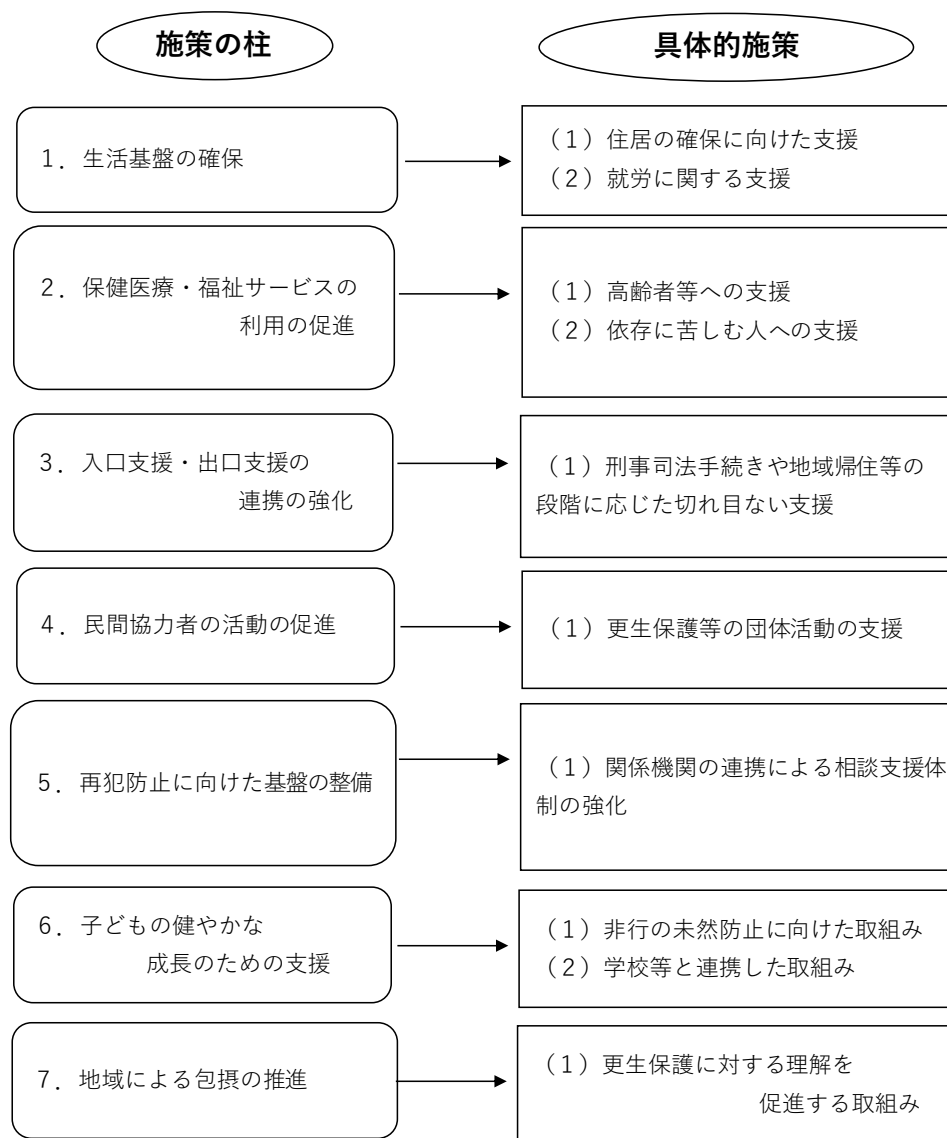 施策の柱
具体的施策
1．生活基盤の確保
（1）住居の確保に向けた支援
（2）就労に関する支援
2．保健医療・福祉サービスの
利用の促進
（1）高齢者等への支援
（2）依存に苦しむ人への支援
3．入口支援・出口支援の
連携の強化
（1）刑事司法手続きや地域帰住等の
段階に応じた切れ目ない支援
4．民間協力者の活動の促進
（1）更生保護等の団体活動の支援
5．再犯防止に向けた基盤の整備
（1）関係機関の連携による相談支援体
制の強化
6．子どもの健やかな
成長のための支援
（1）非行の未然防止に向けた取組み
（2）学校等と連携した取組み
7．地域による包摂の推進
（1）更生保護に対する理解を
促進する取組み